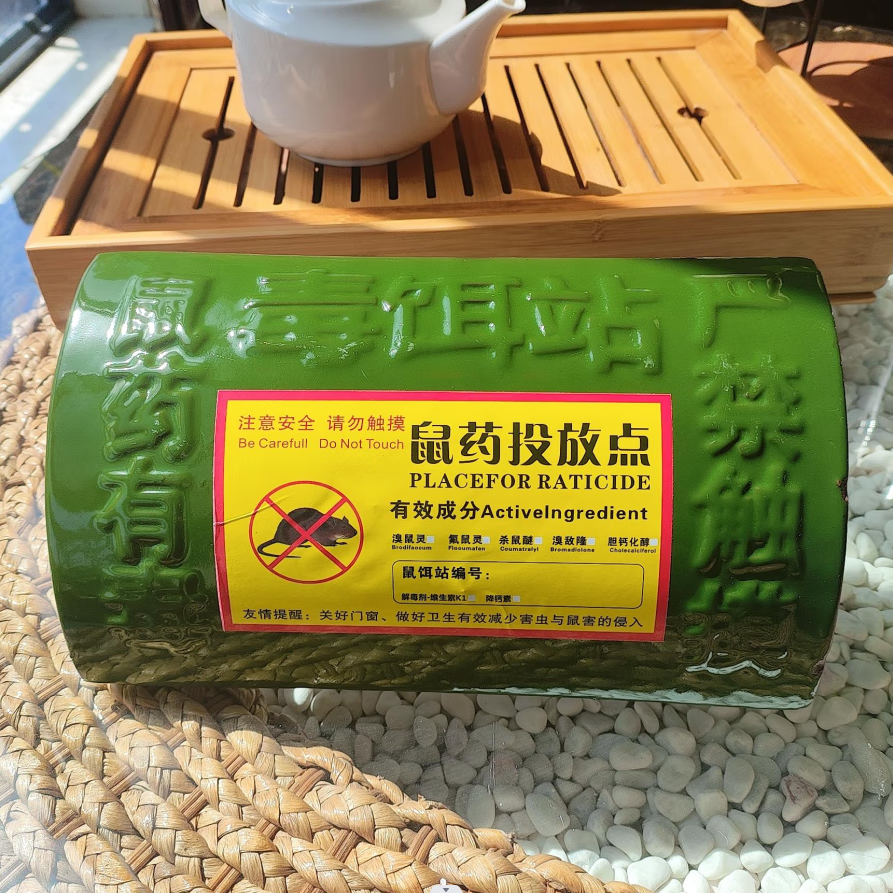 毒饵站
鼠药有毒
严禁触摸
注意安全 请勿触摸
Be Carefull Do Not Touch
鼠药投放点
PLACEFOR RATICIDE
有效成分ActiveIngredient
溴鼠灵 氟鼠灵 杀鼠醚 溴敌隆 胆钙化醇
Brodifaooum Flooumafen Coumatralyl Bromadiolone Cholecalciferol
鼠饵站编号:
解毒剂-维生素K1 降钙素
友情提醒:关好门窗、做好卫生有效减少害虫与鼠害的侵入